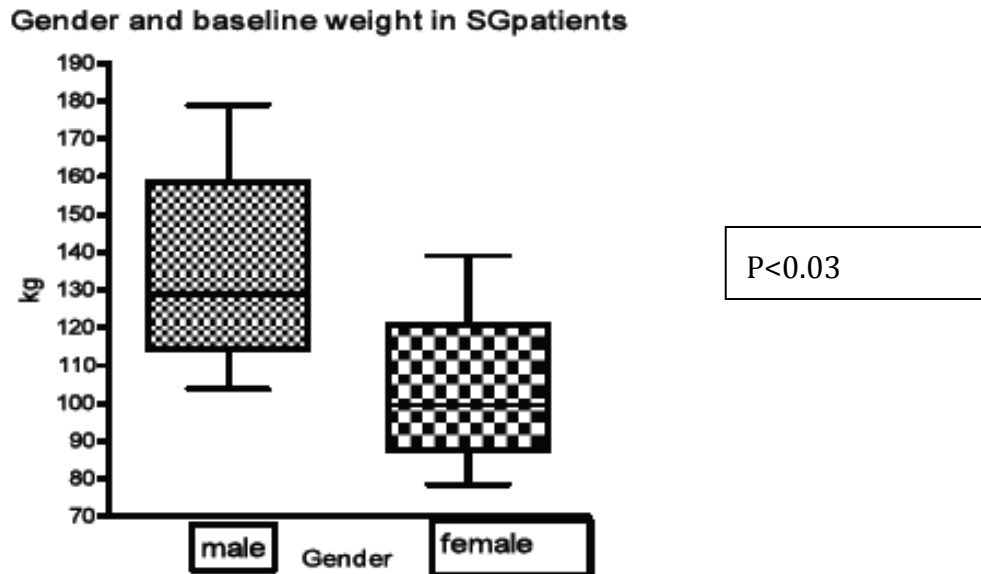 Gender and baseline weight in SGpatients
190
180
170
160
150
140
130
120
110
100
90
80
70
kg
P<0.03
male
Gender
female